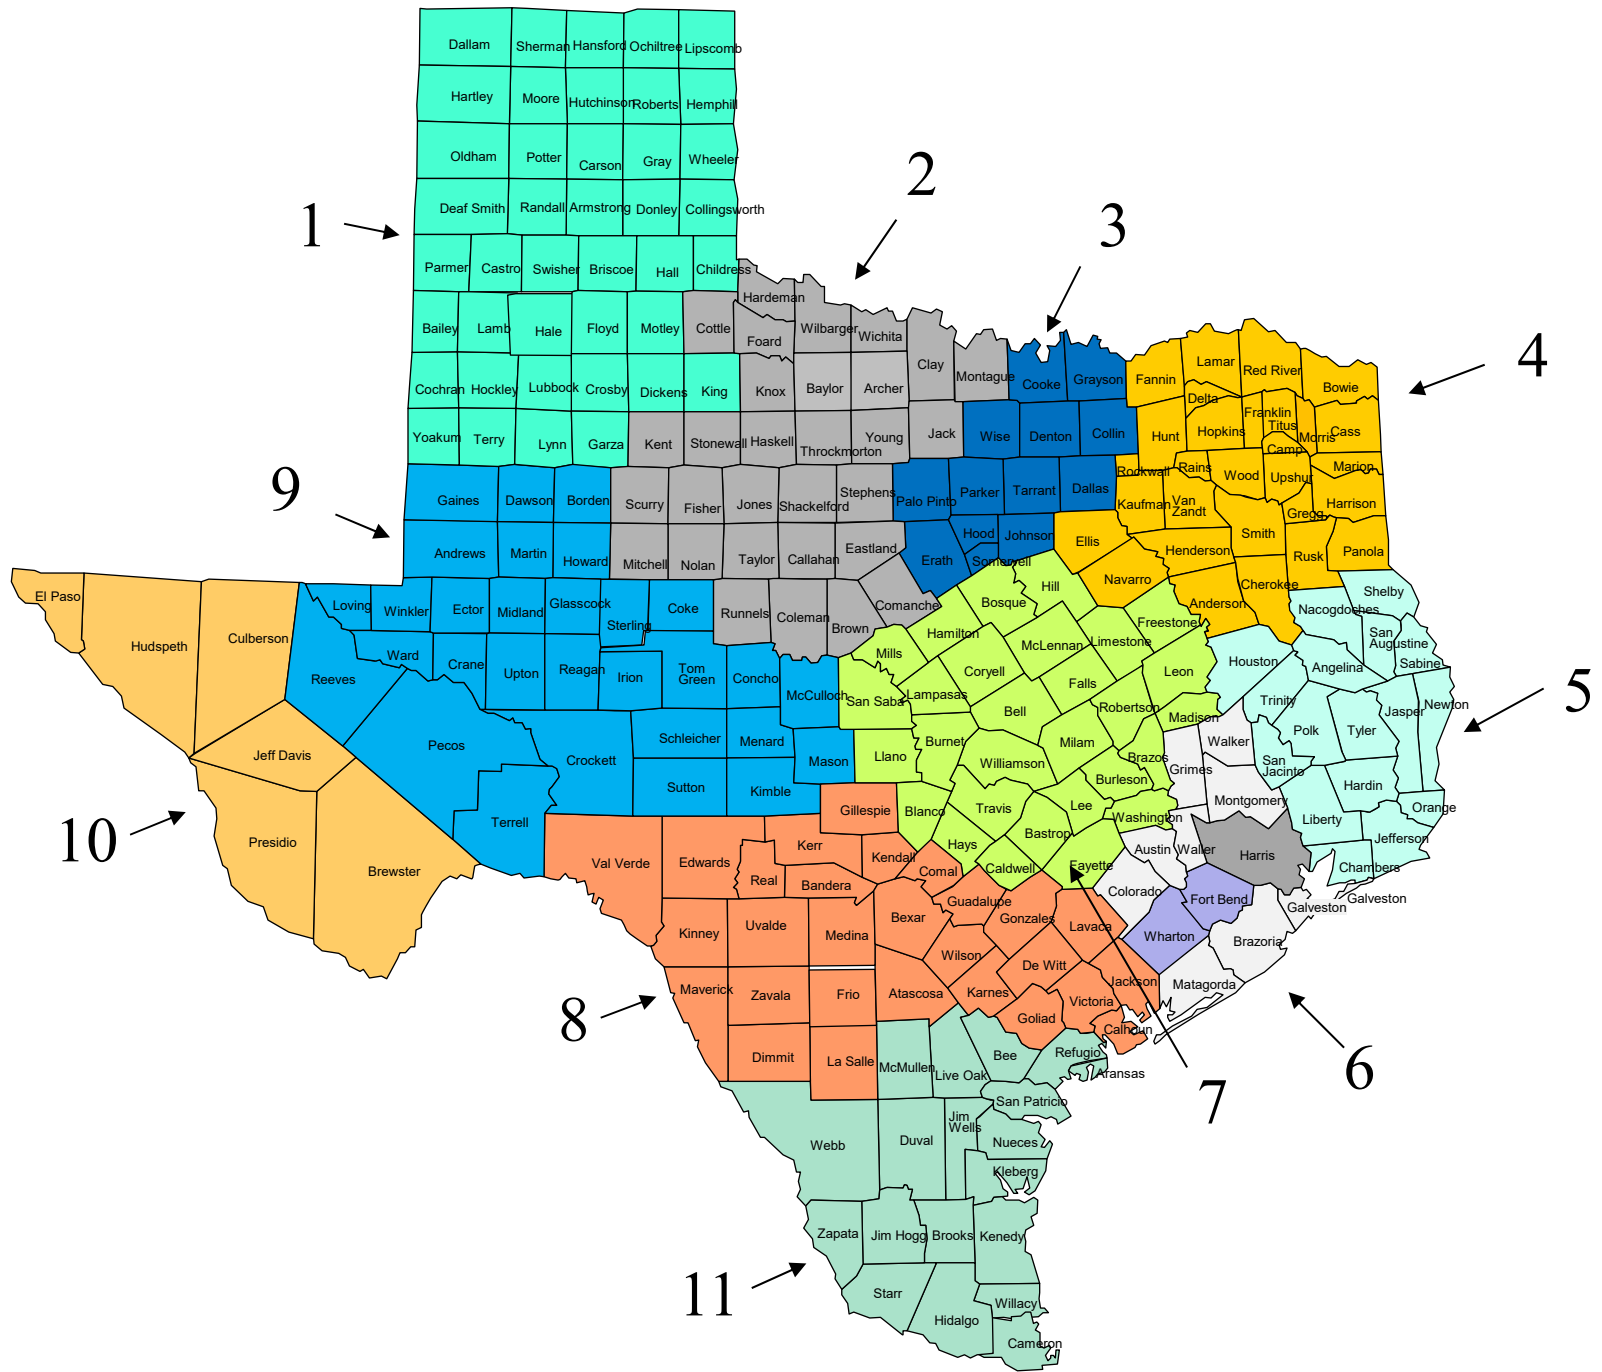 Dallam Sherman Hansford Ochiltree Lipscomb
Hartley Moore Hutchinson Roberts Hemphill
Oldham Potter Carson Gray Wheeler
2
Deaf Smith Randall Armstrong Donley Collingsworth
1
3
Parmer Castro Swisher Briscoe Hall Childress
Hardeman
Bailey Lamb Hale Floyd Motley Cottle Foard Wilbarger Wichita
4
Clay Montague Cooke Grayson Fannin Lamar Red River Bowie
Cochran Hockley Lubbock Crosby Dickens King Knox Baylor Archer
Delta Franklin Titus Morris Cass
Yoakum Terry Lynn Garza Kent Stonewall Haskell Throckmorton Young Jack Wise Denton Collin Hunt Hopkins
Camp
9
Rockwall Rains Wood Upshur Marion
Gaines Dawson Borden Scurry Fisher Jones Shackelford Stephens Palo Pinto Parker Tarrant Dallas Kaufman Van
Zandt Gregg Harrison
Andrews Martin Howard Mitchell Nolan Taylor Callahan Eastland Erath Hood Johnson Ellis Henderson Smith Rusk Panola
Somervell
El Paso Loving Winkler Ector Midland Glasscock Sterling Coke Runnels Coleman Brown Comanche Bosque Hill Navarro Anderson Cherokee Nacogdoches Shelby
Hudspeth Culberson Ward Crane Upton Reagan Irion Tom
Green Concho Mills Hamilton McLennan Limestone Freestone Houston Angelina San
Augustine Sabine
Reeves McCulloch San Saba Lampasas Coryell Falls Leon Trinity Jasper Newton
5
Bell Robertson Madison Polk Tyler
Jeff Davis Pecos Crockett Schleicher Menard Mason Llano Burnet Williamson Milam Brazos Grimes Walker San
Jacinto Hardin
Terrell Sutton Kimble Gillespie Blanco Travis Lee Burleson Washington Montgomery Liberty Orange
10
Presidio Brewster Val Verde Edwards Kerr Kendall Hays Bastrop Austin Waller Harris Jefferson
Real Bandera Comal Caldwell Fayette Colorado Chambers
Kinney Uvalde Medina Bexar Guadalupe Gonzales Lavaca Wharton Fort Bend Galveston Galveston
Wilson Brazoria
Maverick Zavala Frio Atascosa Karnes De Witt Jackson Matagorda
8
Goliad Victoria Calhoun
Dimmit La Salle McMullen Live Oak Bee Refugio Aransas
6
7
San Patricio
Webb Duval Jim
Wells Nueces
Kleberg
Zapata Jim Hogg Brooks Kenedy
11
Starr Hidalgo Willacy
Cameron